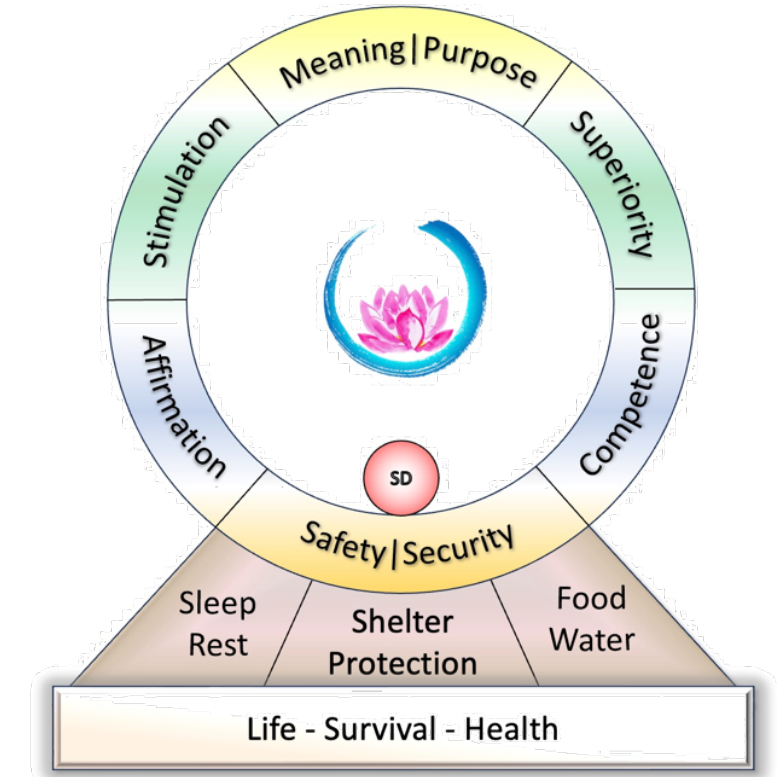 Meaning|Purpose
Stimulation
Superiority
Affirmation
Competence
SD
Safety|Security
Sleep
Rest
Shelter
Protection
Food
Water
Life - Survival - Health